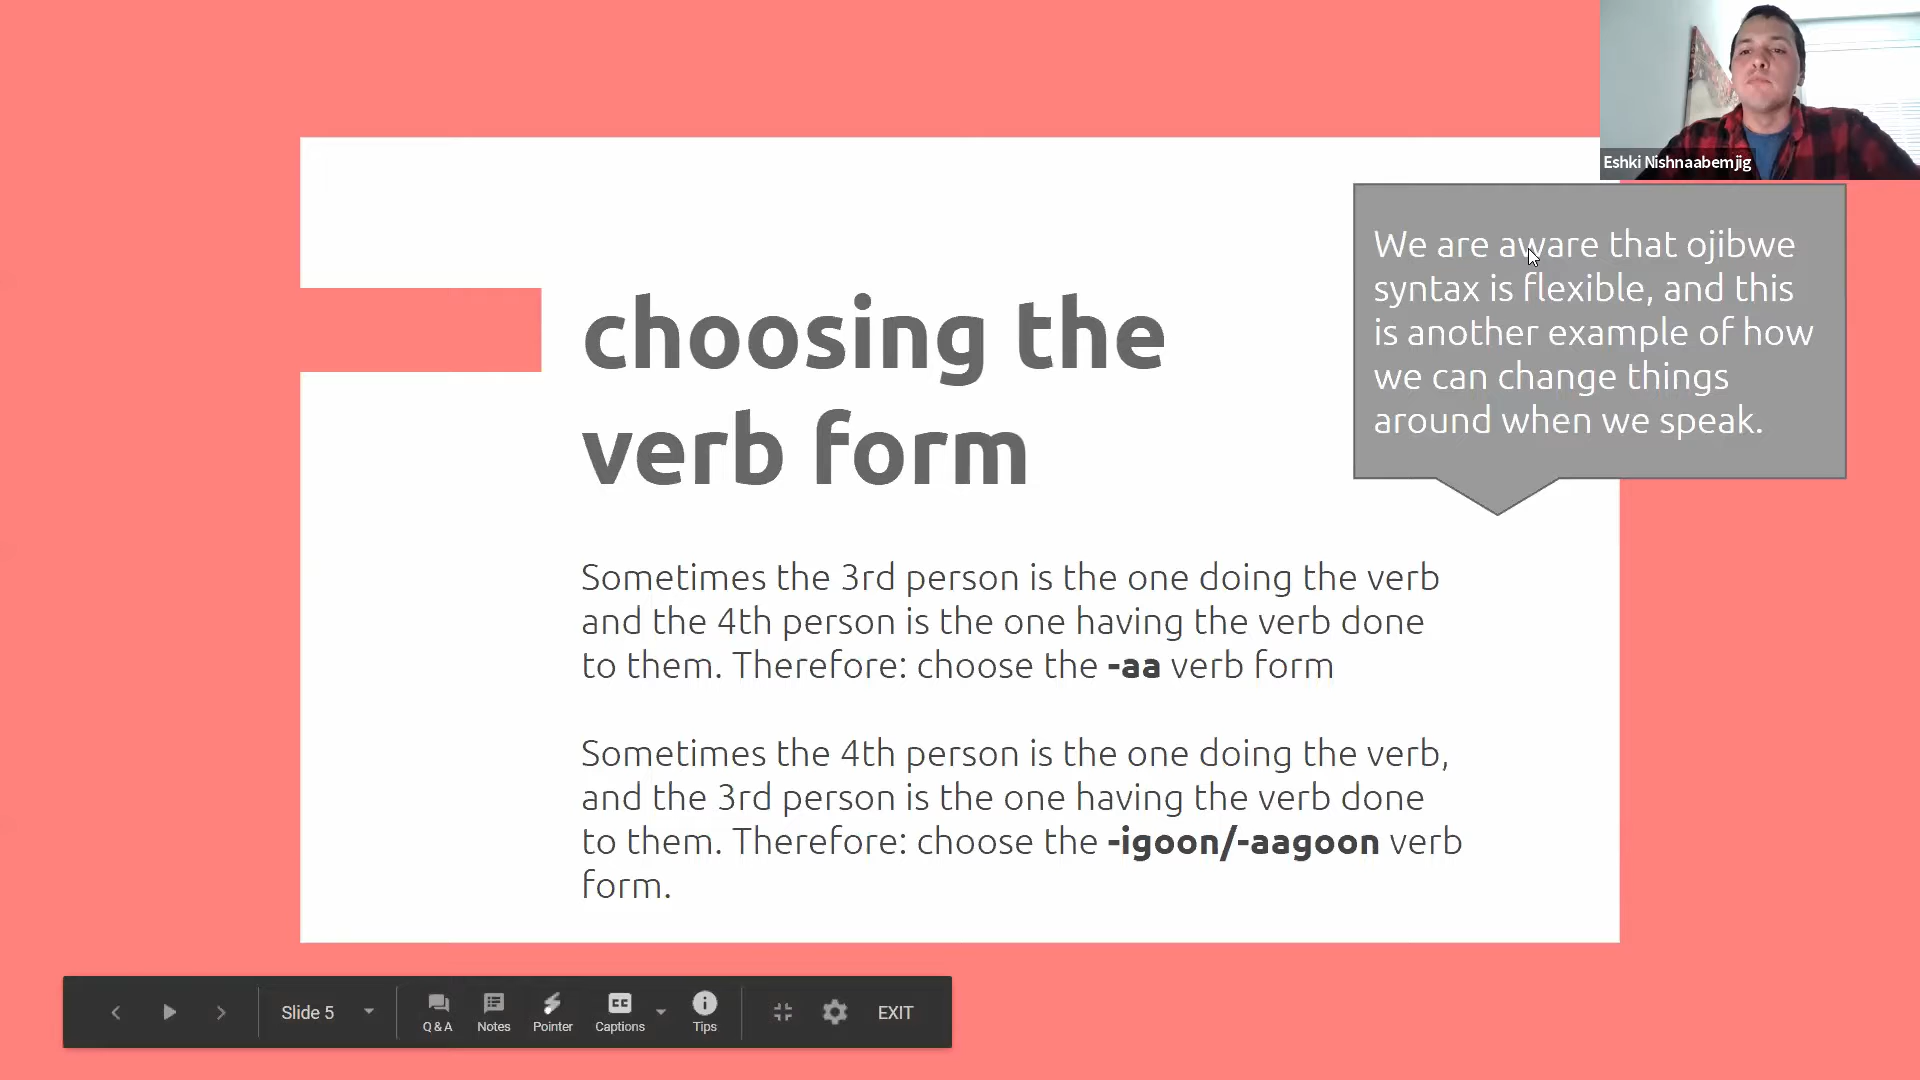 Eshki Nishnaabemjig
We are aware that ojibwe
syntax is flexible, and this
is another example of how
we can change things
around when we speak.
choosing the
verb form
Sometimes the 3rd person is the one doing the verb
and the 4th person is the one having the verb done
to them. Therefore: choose the -aa verb form
Sometimes the 4th person is the one doing the verb,
and the 3rd person is the one having the verb done
to them. Therefore: choose the -igoon/-aagoon verb
form.
Slide 5
Q & A
Notes
Pointer
CC
Captions
Tips
EXIT